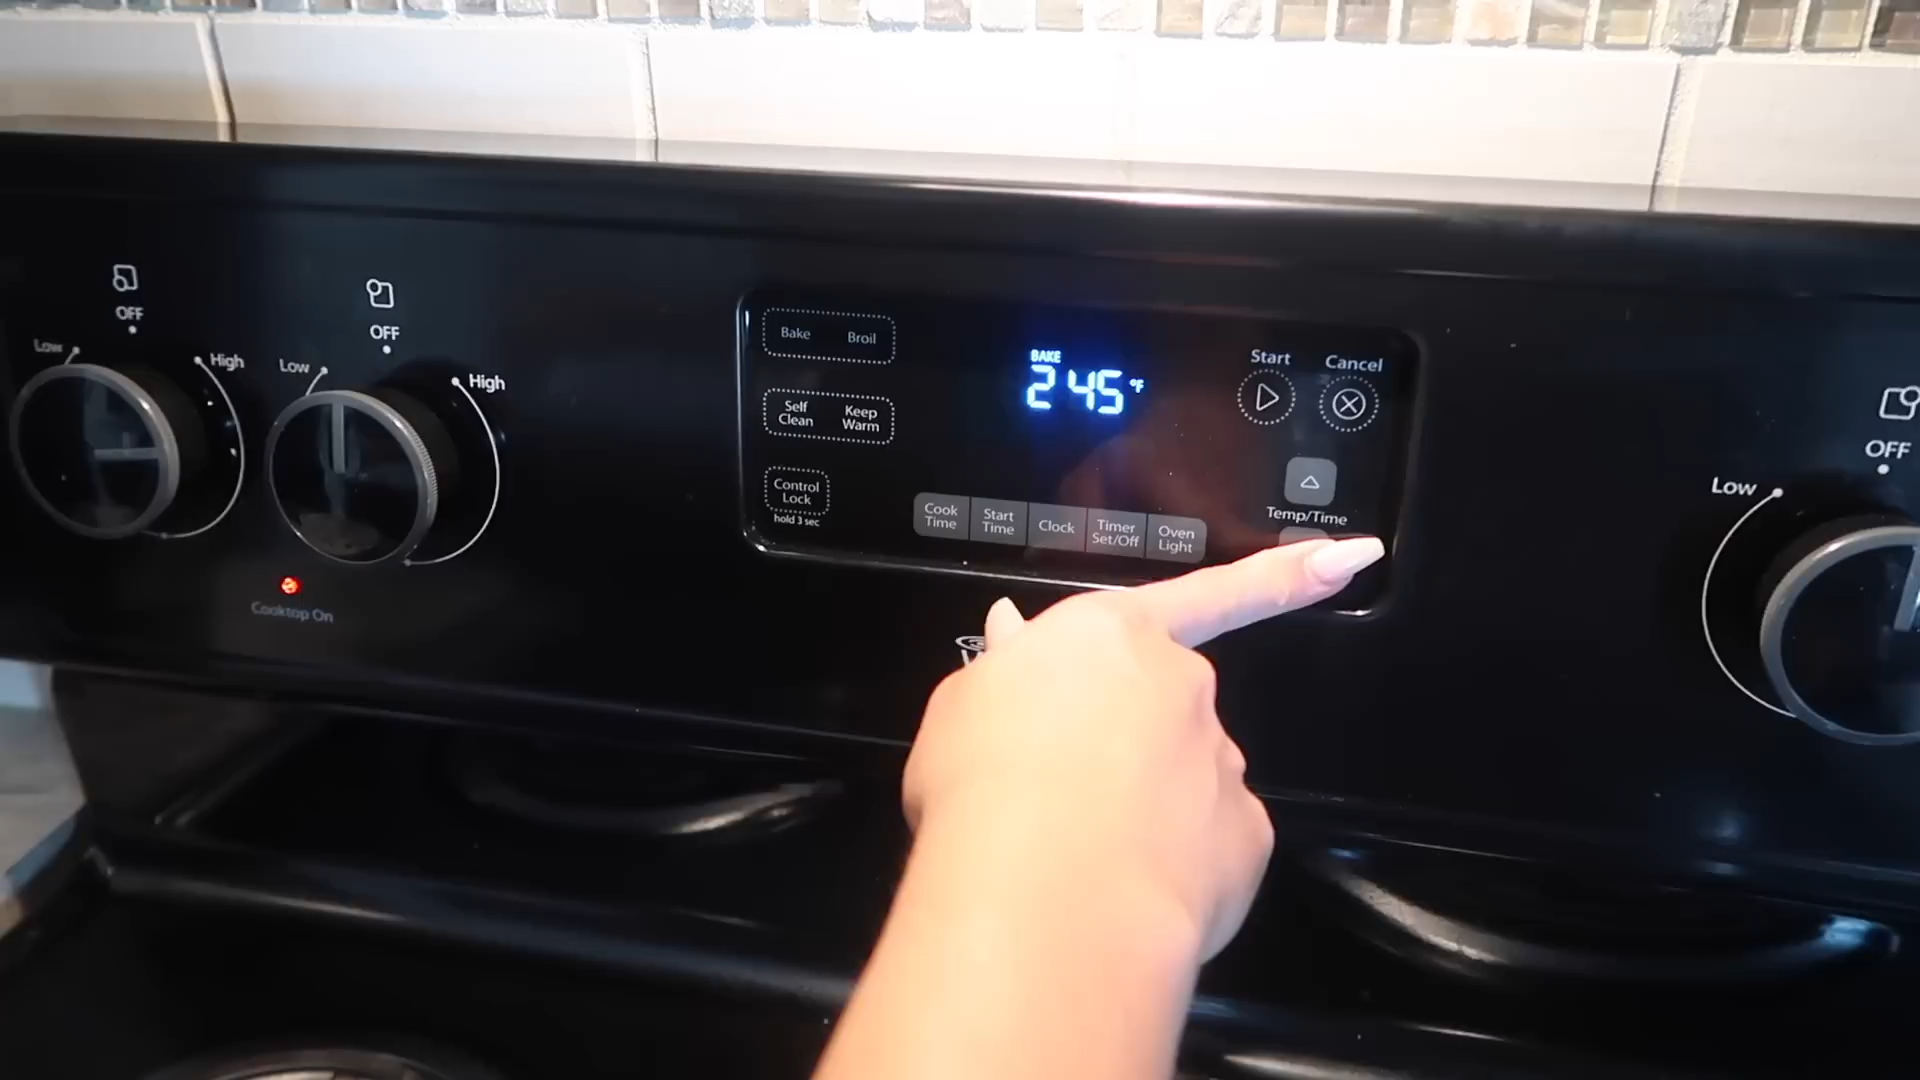 OFF
Low
High
OFF
Low
High
Cooktop On
Bake
Broil
Self
Clean
Keep
Warm
Control
Lock
hold 3 sec
BAKE
245 °F
Cook
Time
Start
Time
Clock
Timer
Set/Off
Oven
Light
Start
Cancel
Temp/Time
OFF
Low